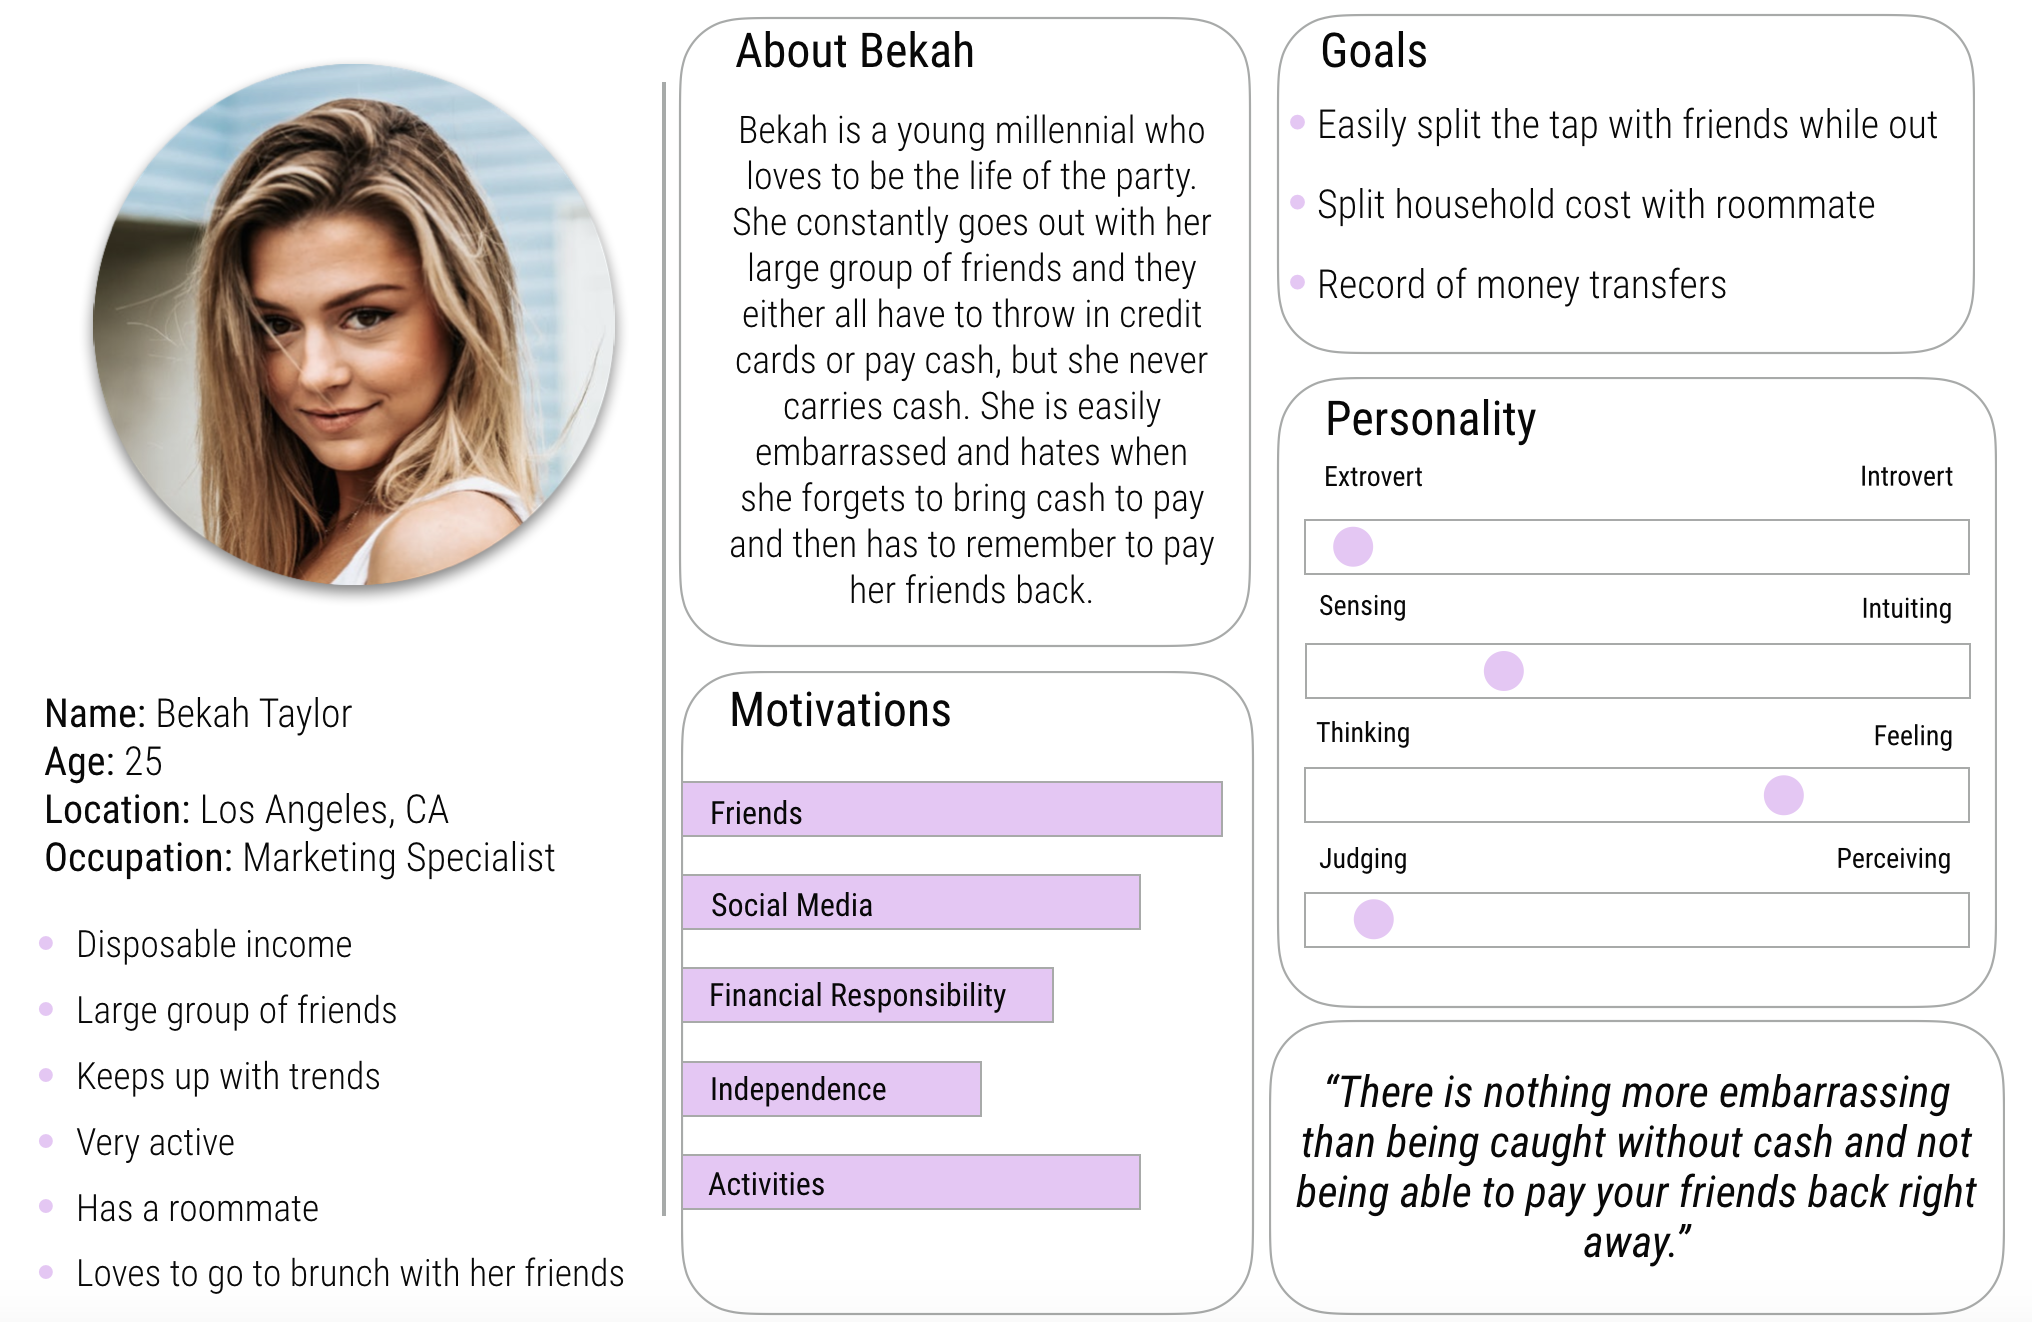 Name: Bekah Taylor
Age: 25
Location: Los Angeles, CA
Occupation: Marketing Specialist
Disposable income
Large group of friends
Keeps up with trends
Very active
Has a roommate
Loves to go to brunch with her friends
About Bekah
Bekah is a young millennial who
loves to be the life of the party.
She constantly goes out with her
large group of friends and they
either all have to throw in credit
cards or pay cash, but she never
carries cash. She is easily
embarrassed and hates when
she forgets to bring cash to pay
and then has to remember to pay
her friends back.
Motivations
Friends
Social Media
Financial Responsibility
Independence
Activities
Goals
Easily split the tap with friends while out
Split household cost with roommate
Record of money transfers
Personality
Extrovert Introvert
Sensing Intuiting
Thinking Feeling
Judging Perceiving
“There is nothing more embarrassing
than being caught without cash and not
being able to pay your friends back right
away.”